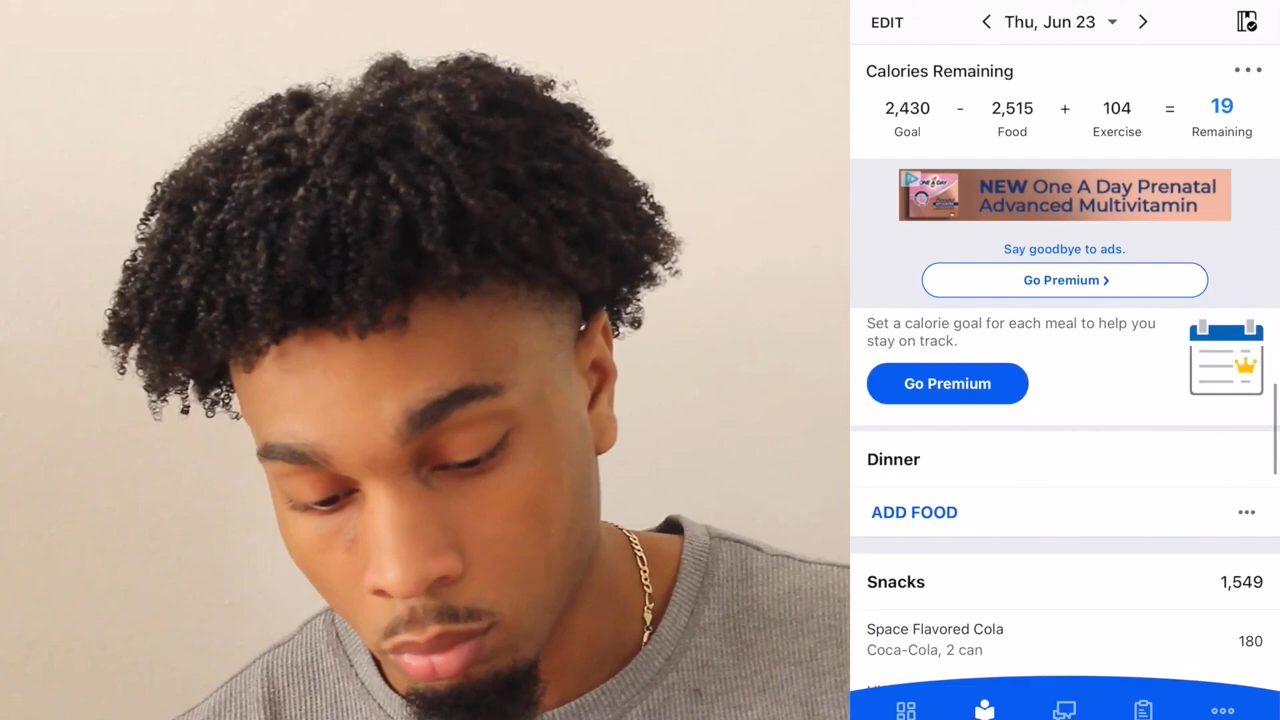 EDIT
Thu, Jun 23
Calories Remaining
2,430 - 2,515 + 104 = 19
Goal Food Exercise Remaining
ONE A DAY
NEW One A Day Prenatal
Advanced Multivitamin
Say goodbye to ads.
Go Premium >
Set a calorie goal for each meal to help you
stay on track.
Go Premium
Dinner
ADD FOOD
Snacks 1,549
Space Flavored Cola
180
Coca-Cola, 2 can